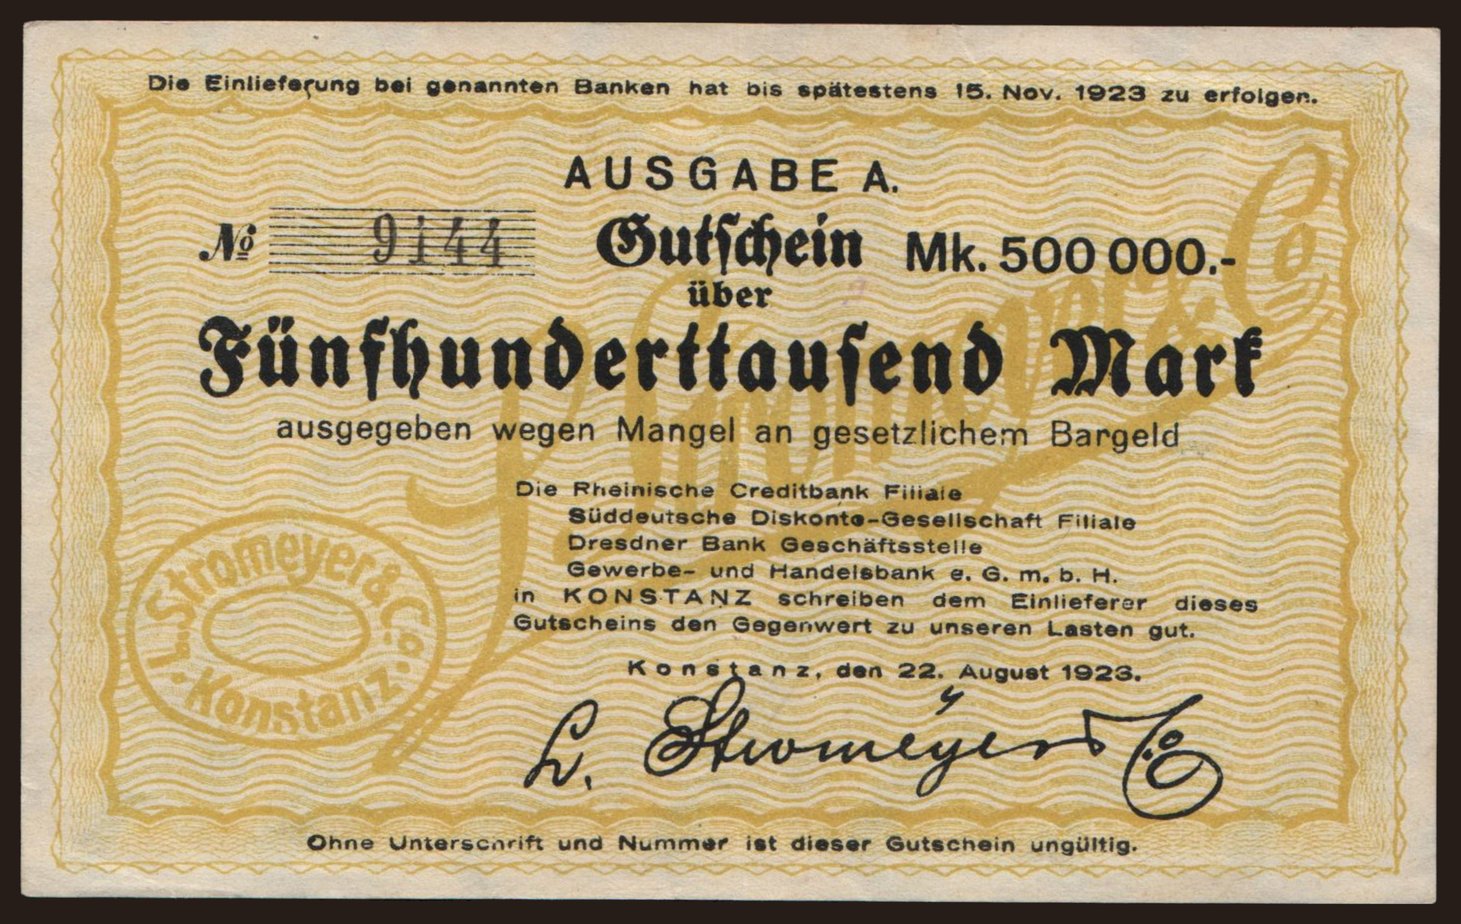 Die Einlieferung bei genannten Banken hat bis spätestens 15. Nov. 1923 zu erfolgen.
AUSGABE A.
№ 9144 Gutschein Mk. 500 000.-
über
Fünfhunderttausend Mark
ausgegeben wegen Mangel an gesetzlichem Bargeld
Die Rheinische Creditbank Filiale
Süddeutsche Diskonto-Gesellschaft Filiale
Dresdner Bank Geschäftsstelle
Gewerbe- und Handelsbank e. G. m. b. H.
in KONSTANZ schreiben dem Einlieferer dieses
Gutscheins den Gegenwert zu unseren Lasten gut.
Konstanz, den 22. August 1923.
L. Stromeyer & Co
L. Stromeyer & Co. Konstanz
L. Stromeyer & Co
Ohne Unterschrift und Nummer ist dieser Gutschein ungültig.